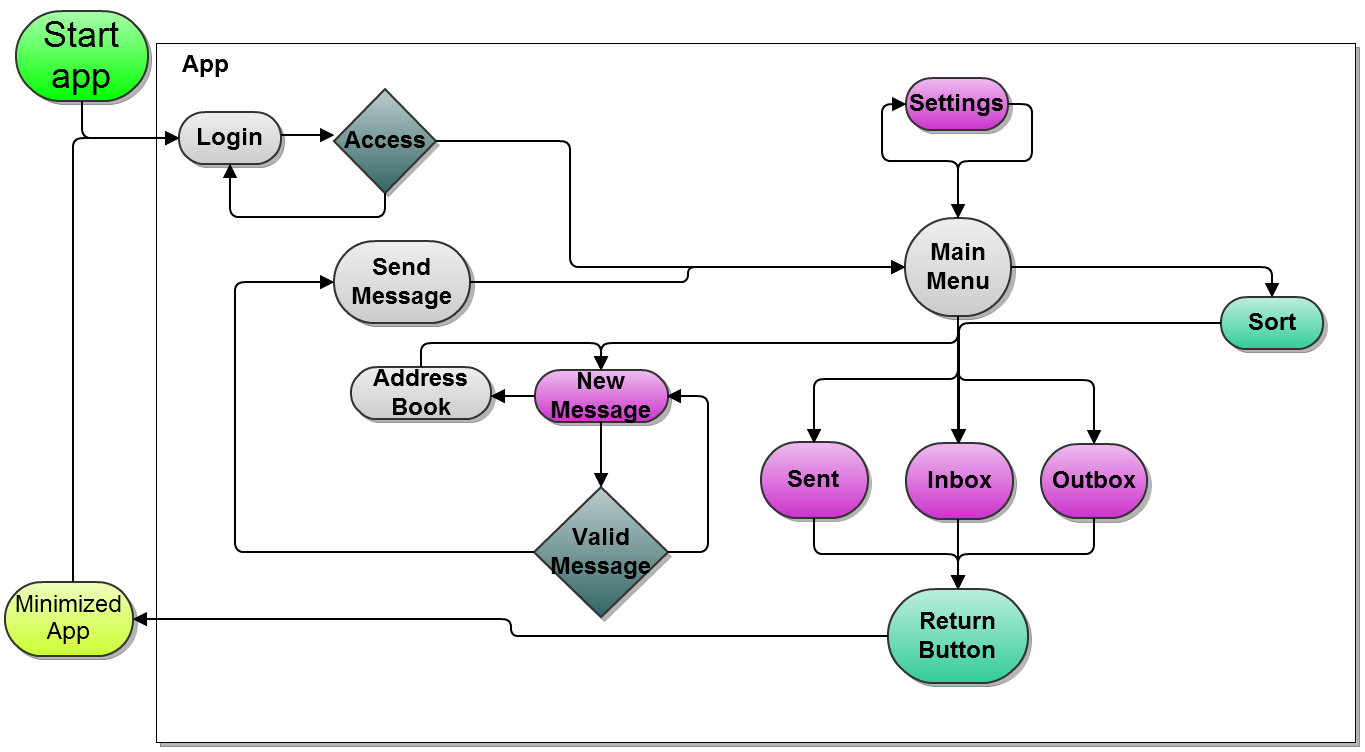 Start
app
App
Settings
Login
Access
Main
Menu
Send
Message
Sort
Address
Book
New
Message
Sent
Inbox
Outbox
Valid
Message
Minimized
App
Return
Button